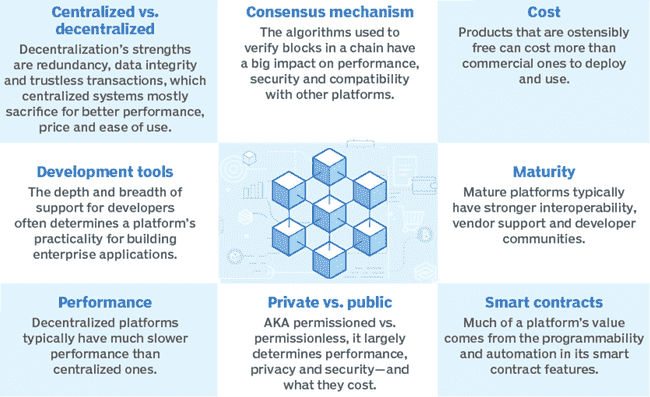 Centralized vs.
decentralized
Decentralization's strengths
are redundancy, data integrity
and trustless transactions, which
centralized systems mostly
sacrifice for better performance,
price and ease of use.
Consensus mechanism
The algorithms used to
verify blocks in a chain have
a big impact on performance,
security and compatibility
with other platforms.
Cost
Products that are ostensibly
free can cost more than
commercial ones to deploy
and use.
Development tools
The depth and breadth of
support for developers
often determines a platform's
practicality for building
enterprise applications.
Maturity
Mature platforms typically
have stronger interoperability,
vendor support and developer
communities.
Performance
Decentralized platforms
typically have much slower
performance than
centralized ones.
Private vs. public
AKA permissioned vs.
permissionless, it largely
determines performance,
privacy and security—and
what they cost.
Smart contracts
Much of a platform's value
comes from the programmability
and automation in its smart
contract features.